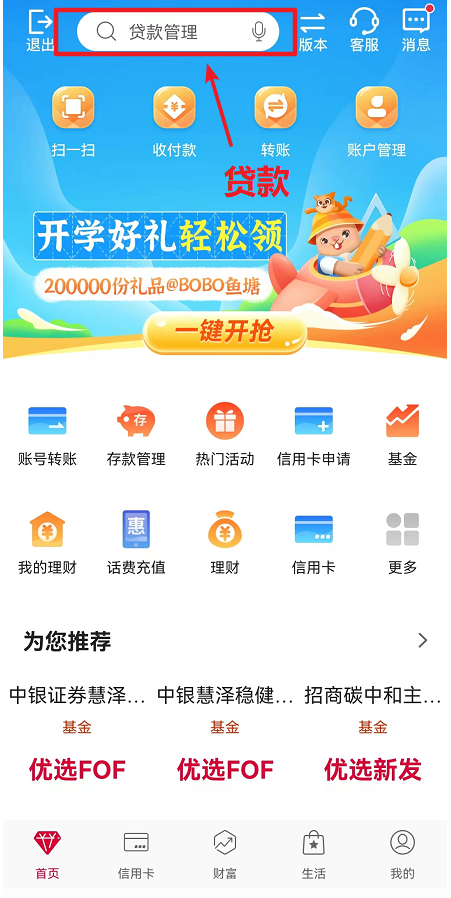 退出
贷款管理
版本
客服
消息
扫一扫
收付款
转账
账户管理
贷款
开学好礼轻松领
200000份礼品@BOBO鱼塘
一键开抢
存
账号转账
存款管理
热门活动
信用卡申请
基金
惠
我的理财
话费充值
理财
信用卡
更多
为您推荐
中银证券慧泽...
中银慧泽稳健...
招商碳中和主...
基金
基金
基金
优选FOF
优选FOF
优选新发
首页
信用卡
财富
生活
我的